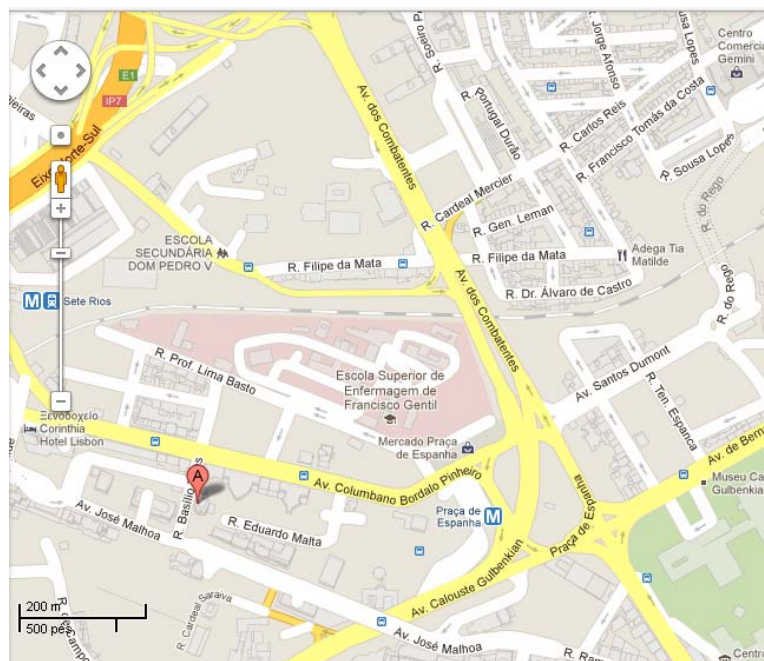 E1
IP7
Eixo Norte-Sul
Av. dos Combatentes
R. Soeiro P
R. Jorge Afonso
Sousa Lopes
Centro
Comercia
Gemini
R. Portugal Durão
R. Carlos Reis
R. Francisco Tomás da Costa
R. Sousa Lopes
R. Cardeal Mercier
R. Gen. Leman
R. do Rego
ESCOLA
SECUNDÁRIA
DOM PEDRO V
R. Filipe da Mata
R. Filipe da Mata
Adega Tia
Matilde
Av. dos Combatentes
R. Dr. Álvaro de Castro
R. do Rego
M
Sete Rios
R. Prof. Lima Basto
Escola Superior de
Enfermagem de
Francisco Gentil
Av. Santos Dumont
R. Ten. Espanca
Ξενοδοχείο
Corinthia
Hotel Lisbon
Mercado Praça
de Espanha
Av. de Bern
Museu Ca
Gulbenkian
A
Av. Columbano Bordalo Pinheiro
R. Basílio
Av. José Malhoa
R. Eduardo Malta
Praça de
Espanha
M
Praça de Espanha
Av. Calouste Gulbenkian
200 m
500 pés
R. Cardeal Saraiva
Av. José Malhoa
Centro